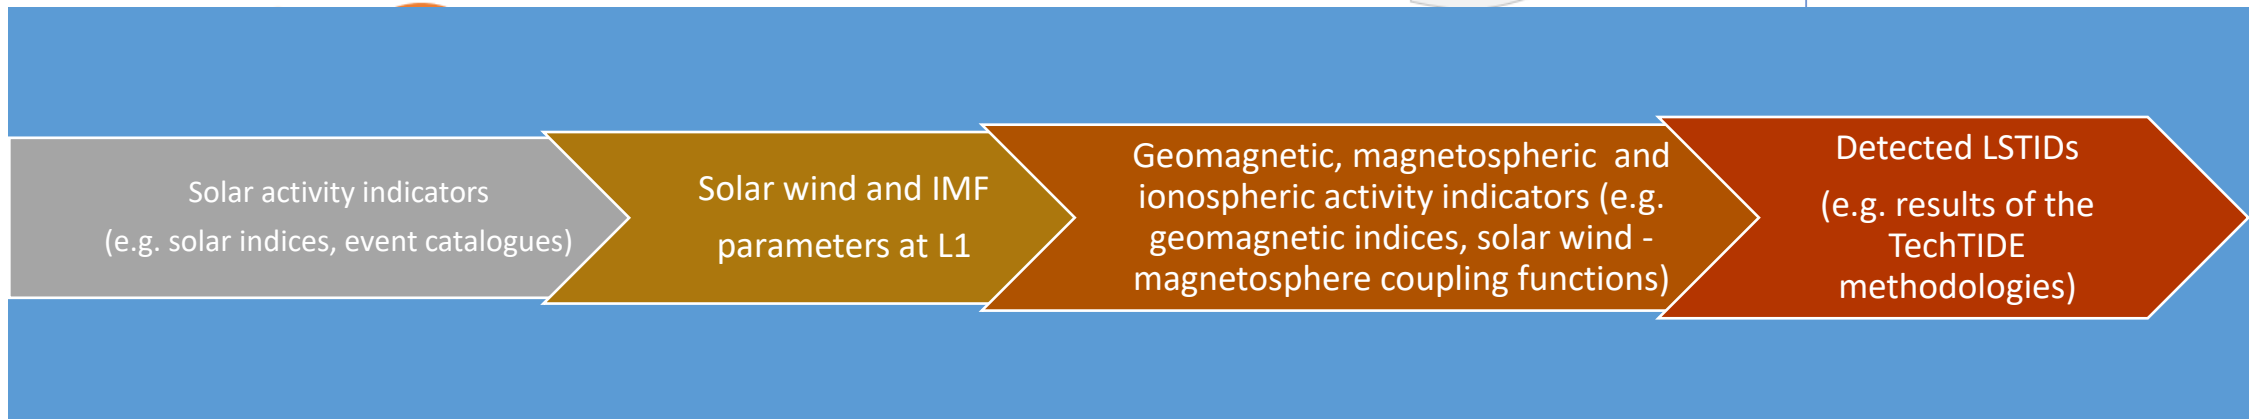 Solar activity indicators
(e.g. solar indices, event catalogues)
Solar wind and IMF
parameters at L1
Geomagnetic, magnetospheric  and
ionospheric activity indicators (e.g.
geomagnetic indices, solar wind -
magnetosphere coupling functions)
Detected LSTIDs
(e.g. results of the
TechTIDE
methodologies)